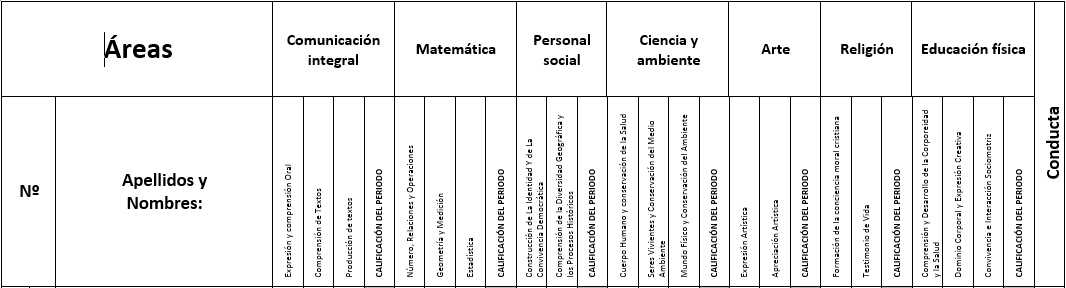 Áreas
Comunicación
integral
Matemática
Personal
social
Ciencia y
ambiente
Arte
Religión
Educación física
Conducta
Nº
Apellidos y
Nombres:
Expresión y comprensión Oral
Comprensión de Textos
Producción de textos
CALIFICACIÓN DEL PERIODO
Número, Relaciones y Operaciones
Geometría y Medición
Estadística
CALIFICACIÓN DEL PERIODO
Construcción de La Identidad Y de La
Convivencia Democrática
Comprensión de la Diversidad Geográfica y
los Procesos Históricos
CALIFICACIÓN DEL PERIODO
Cuerpo Humano y conservación de la Salud
Seres Vivientes y Conservación del Medio
Ambiente
Mundo Físico y Conservación del Ambiente
CALIFICACIÓN DEL PERIODO
Expresión Artística
Apreciación Artística
CALIFICACIÓN DEL PERIODO
Formación de la conciencia moral cristiana
Testimonio de Vida
CALIFICACIÓN DEL PERIODO
Comprensión y Desarrollo de la Corporeidad
y la Salud
Dominio Corporal y Expresión Creativa
Convivencia e Interacción Sociomotriz
CALIFICACIÓN DEL PERIODO